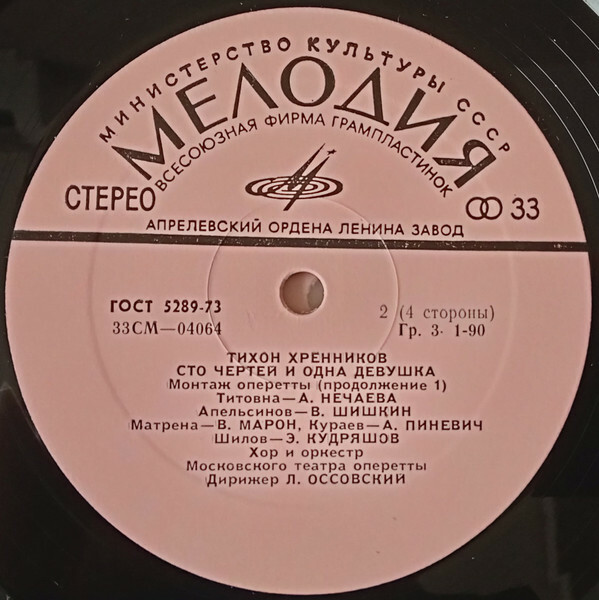 МИНИСТЕРСТВО КУЛЬТУРЫ СССР
МЕЛОДИЯ
ВСЕСОЮЗНАЯ ФИРМА ГРАМПЛАСТИНОК
СТЕРЕО
33
АПРЕЛЕВСКИЙ ОРДЕНА ЛЕНИНА ЗАВОД
ГОСТ 5289-73
33СМ—04064
2 (4 стороны)
Гр. 3· 1-90
ТИХОН ХРЕННИКОВ
СТО ЧЕРТЕЙ И ОДНА ДЕВУШКА
Монтаж оперетты (продолжение 1)
Титовна—А. НЕЧАЕВА
Апельсинов—В. ШИШКИН
Матрена—В. МАРОН, Кураев—А. ПИНЕВИЧ
Шилов—Э. КУДРЯШОВ
Хор и оркестр
Московского театра оперетты
Дирижер Л. ОССОВСКИЙ